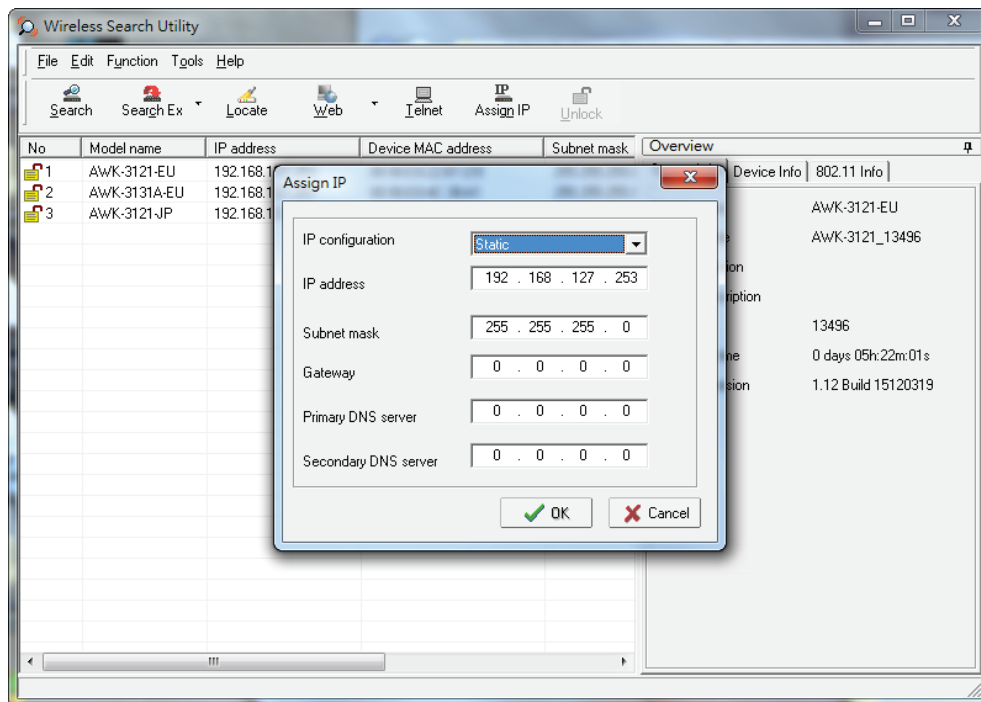 Wireless Search Utility
File Edit Function Tools Help
Search Search Ex Locate Web Telnet Assign IP Unlock
IP
No Model name IP address Device MAC address Subnet mask
1 AWK-3121-EU 192.168.1
2 AWK-3131A-EU 192.168.1
3 AWK-3121-JP 192.168.1
Assign IP
IP configuration Static
IP address 192 . 168 . 127 . 253
Subnet mask 255 . 255 . 255 . 0
Gateway 0 . 0 . 0 . 0
Primary DNS server 0 . 0 . 0 . 0
Secondary DNS server 0 . 0 . 0 . 0
OK Cancel
Overview
Device Info 802.11 Info
AWK-3121-EU
AWK-3121_13496
ion
ription
13496
me 0 days 05h:22m:01s
sion 1.12 Build 15120319